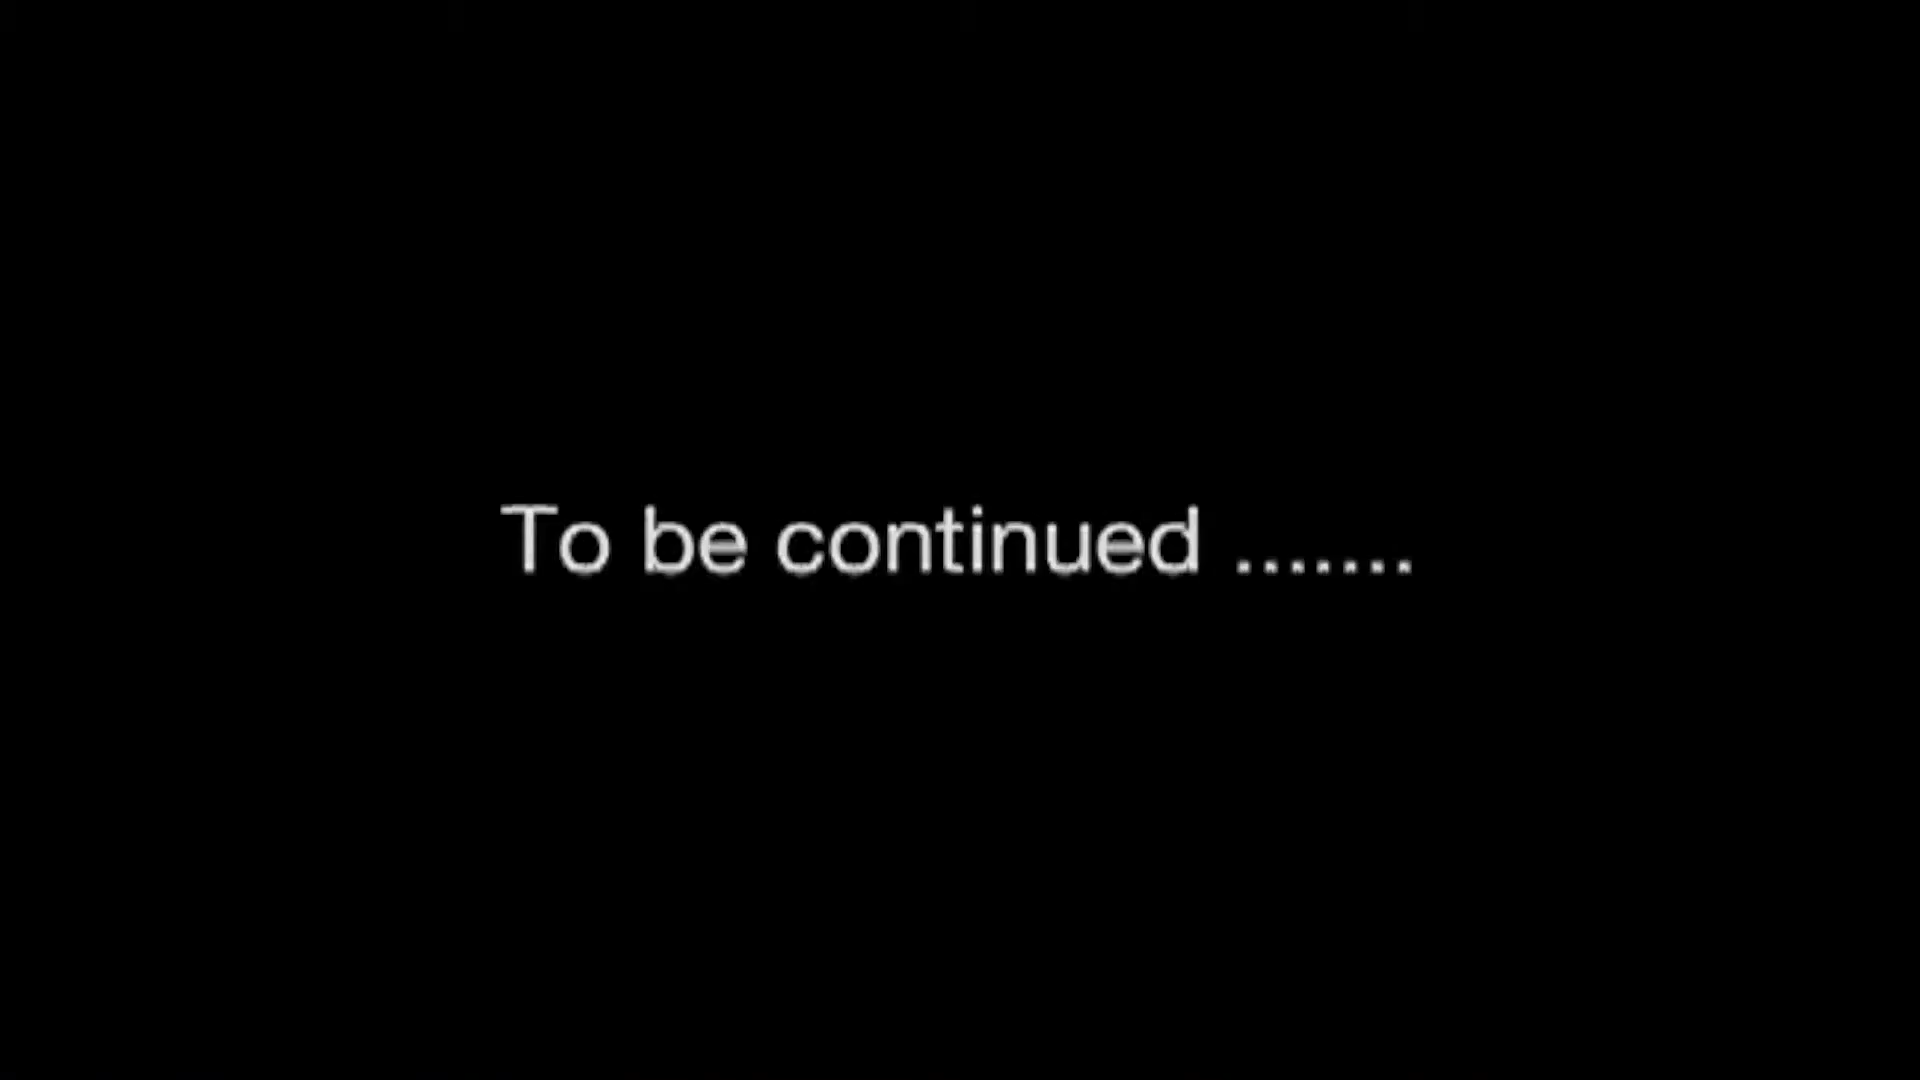 To be continued .......